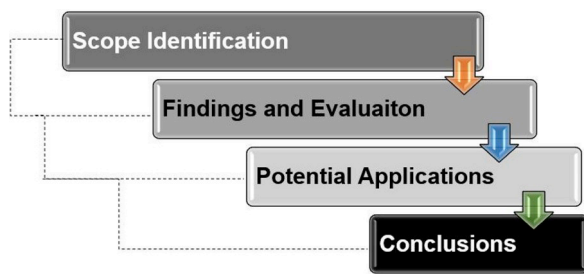 Scope Identification
Findings and Evaluaiton
Potential Applications
Conclusions